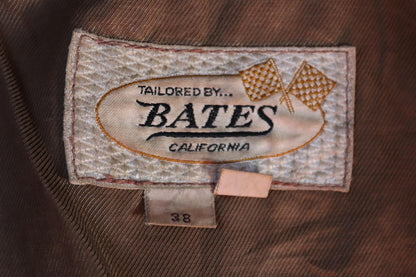 TAILORED BY...
BATES
CALIFORNIA
38